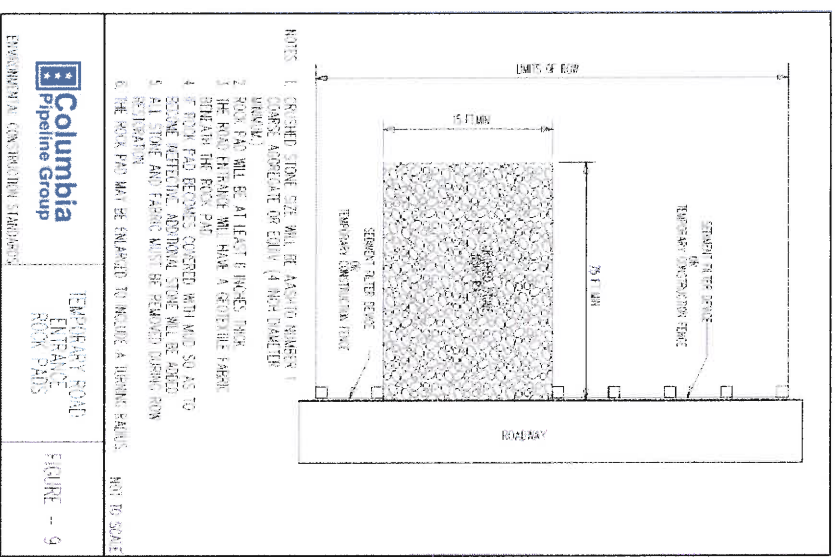 LIMITS OF ROW
15 FT MIN
75 FT MIN
SEDIMENT FILTER DEVICE
OR
TEMPORARY CONSTRUCTION FENCE
SEDIMENT FILTER DEVICE
OR
TEMPORARY CONSTRUCTION FENCE
ROADWAY
NOTES 1. CRUSHED STONE SIZE WILL BE AASHTO NUMBER 1
COARSE AGGREGATE OR EQUIV (4 INCH DIAMETER
MINIMUM.)
2. ROCK PAD WILL BE AT LEAST 8 INCHES THICK
3. THE ROAD ENTRANCE WILL HAVE A GEOTEXTILE FABRIC
BENEATH THE ROCK PAD
4. IF ROCK PAD BECOMES COVERED WITH MUD SO AS TO
BECOME INEFFECTIVE, ADDITIONAL STONE WILL BE ADDED
5. ALL STONE AND FABRIC MUST BE REMOVED DURING ROW
RESTORATION
6. THE ROCK PAD MAY BE ENLARGED TO INCLUDE A TURNING RADIUS
NOT TO SCALE
Columbia
Pipeline Group
ENVIRONMENTAL CONSTRUCTION STANDARDS
TEMPORARY ROAD
ENTRANCE
ROCK PADS
FIGURE -- 9